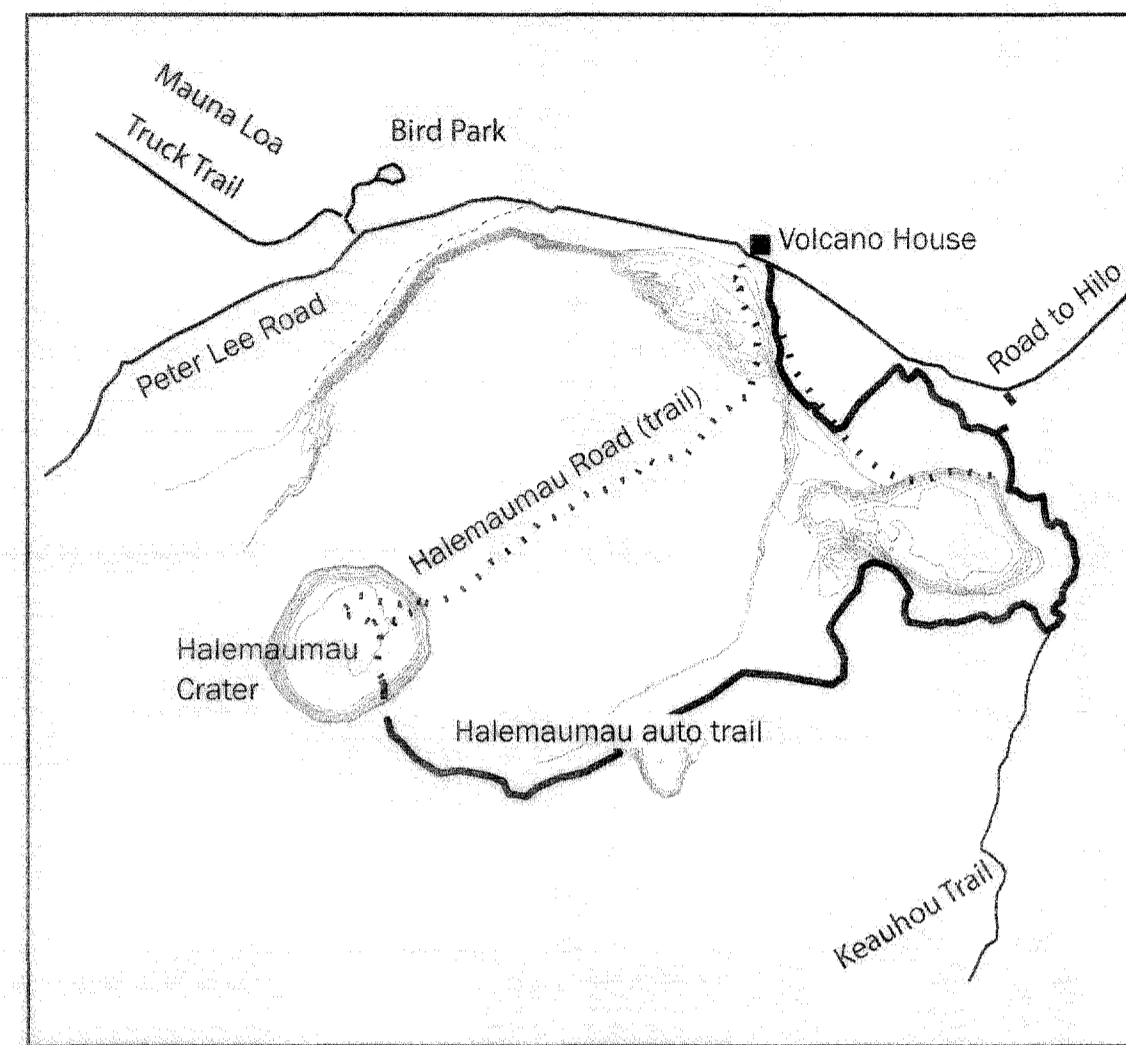 Mauna Loa
Truck Trail
Bird Park
Volcano House
Road to Hilo
Peter Lee Road
Halemaumau Road (trail)
Halemaumau
Crater
Halemaumau auto trail
Keauhou Trail